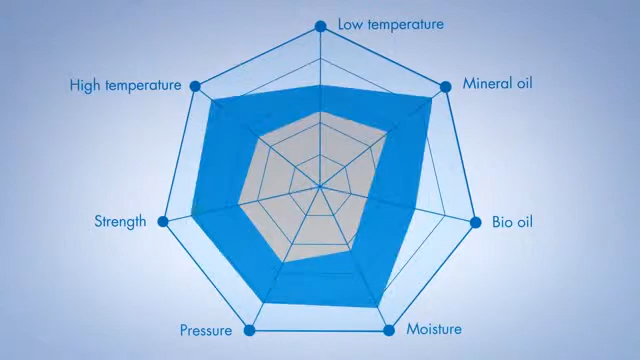 Low temperature
High temperature
Mineral oil
Strength
Bio oil
Pressure
Moisture